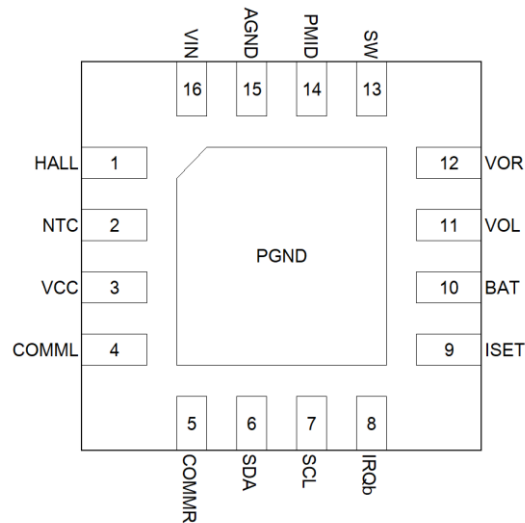 VIN AGND PMID SW
16 15 14 13
HALL 1 12 VOR
NTC 2 11 VOL
PGND
VCC 3 10 BAT
COMML 4 9 ISET
5 6 7 8
COMMR SDA SCL IRQb